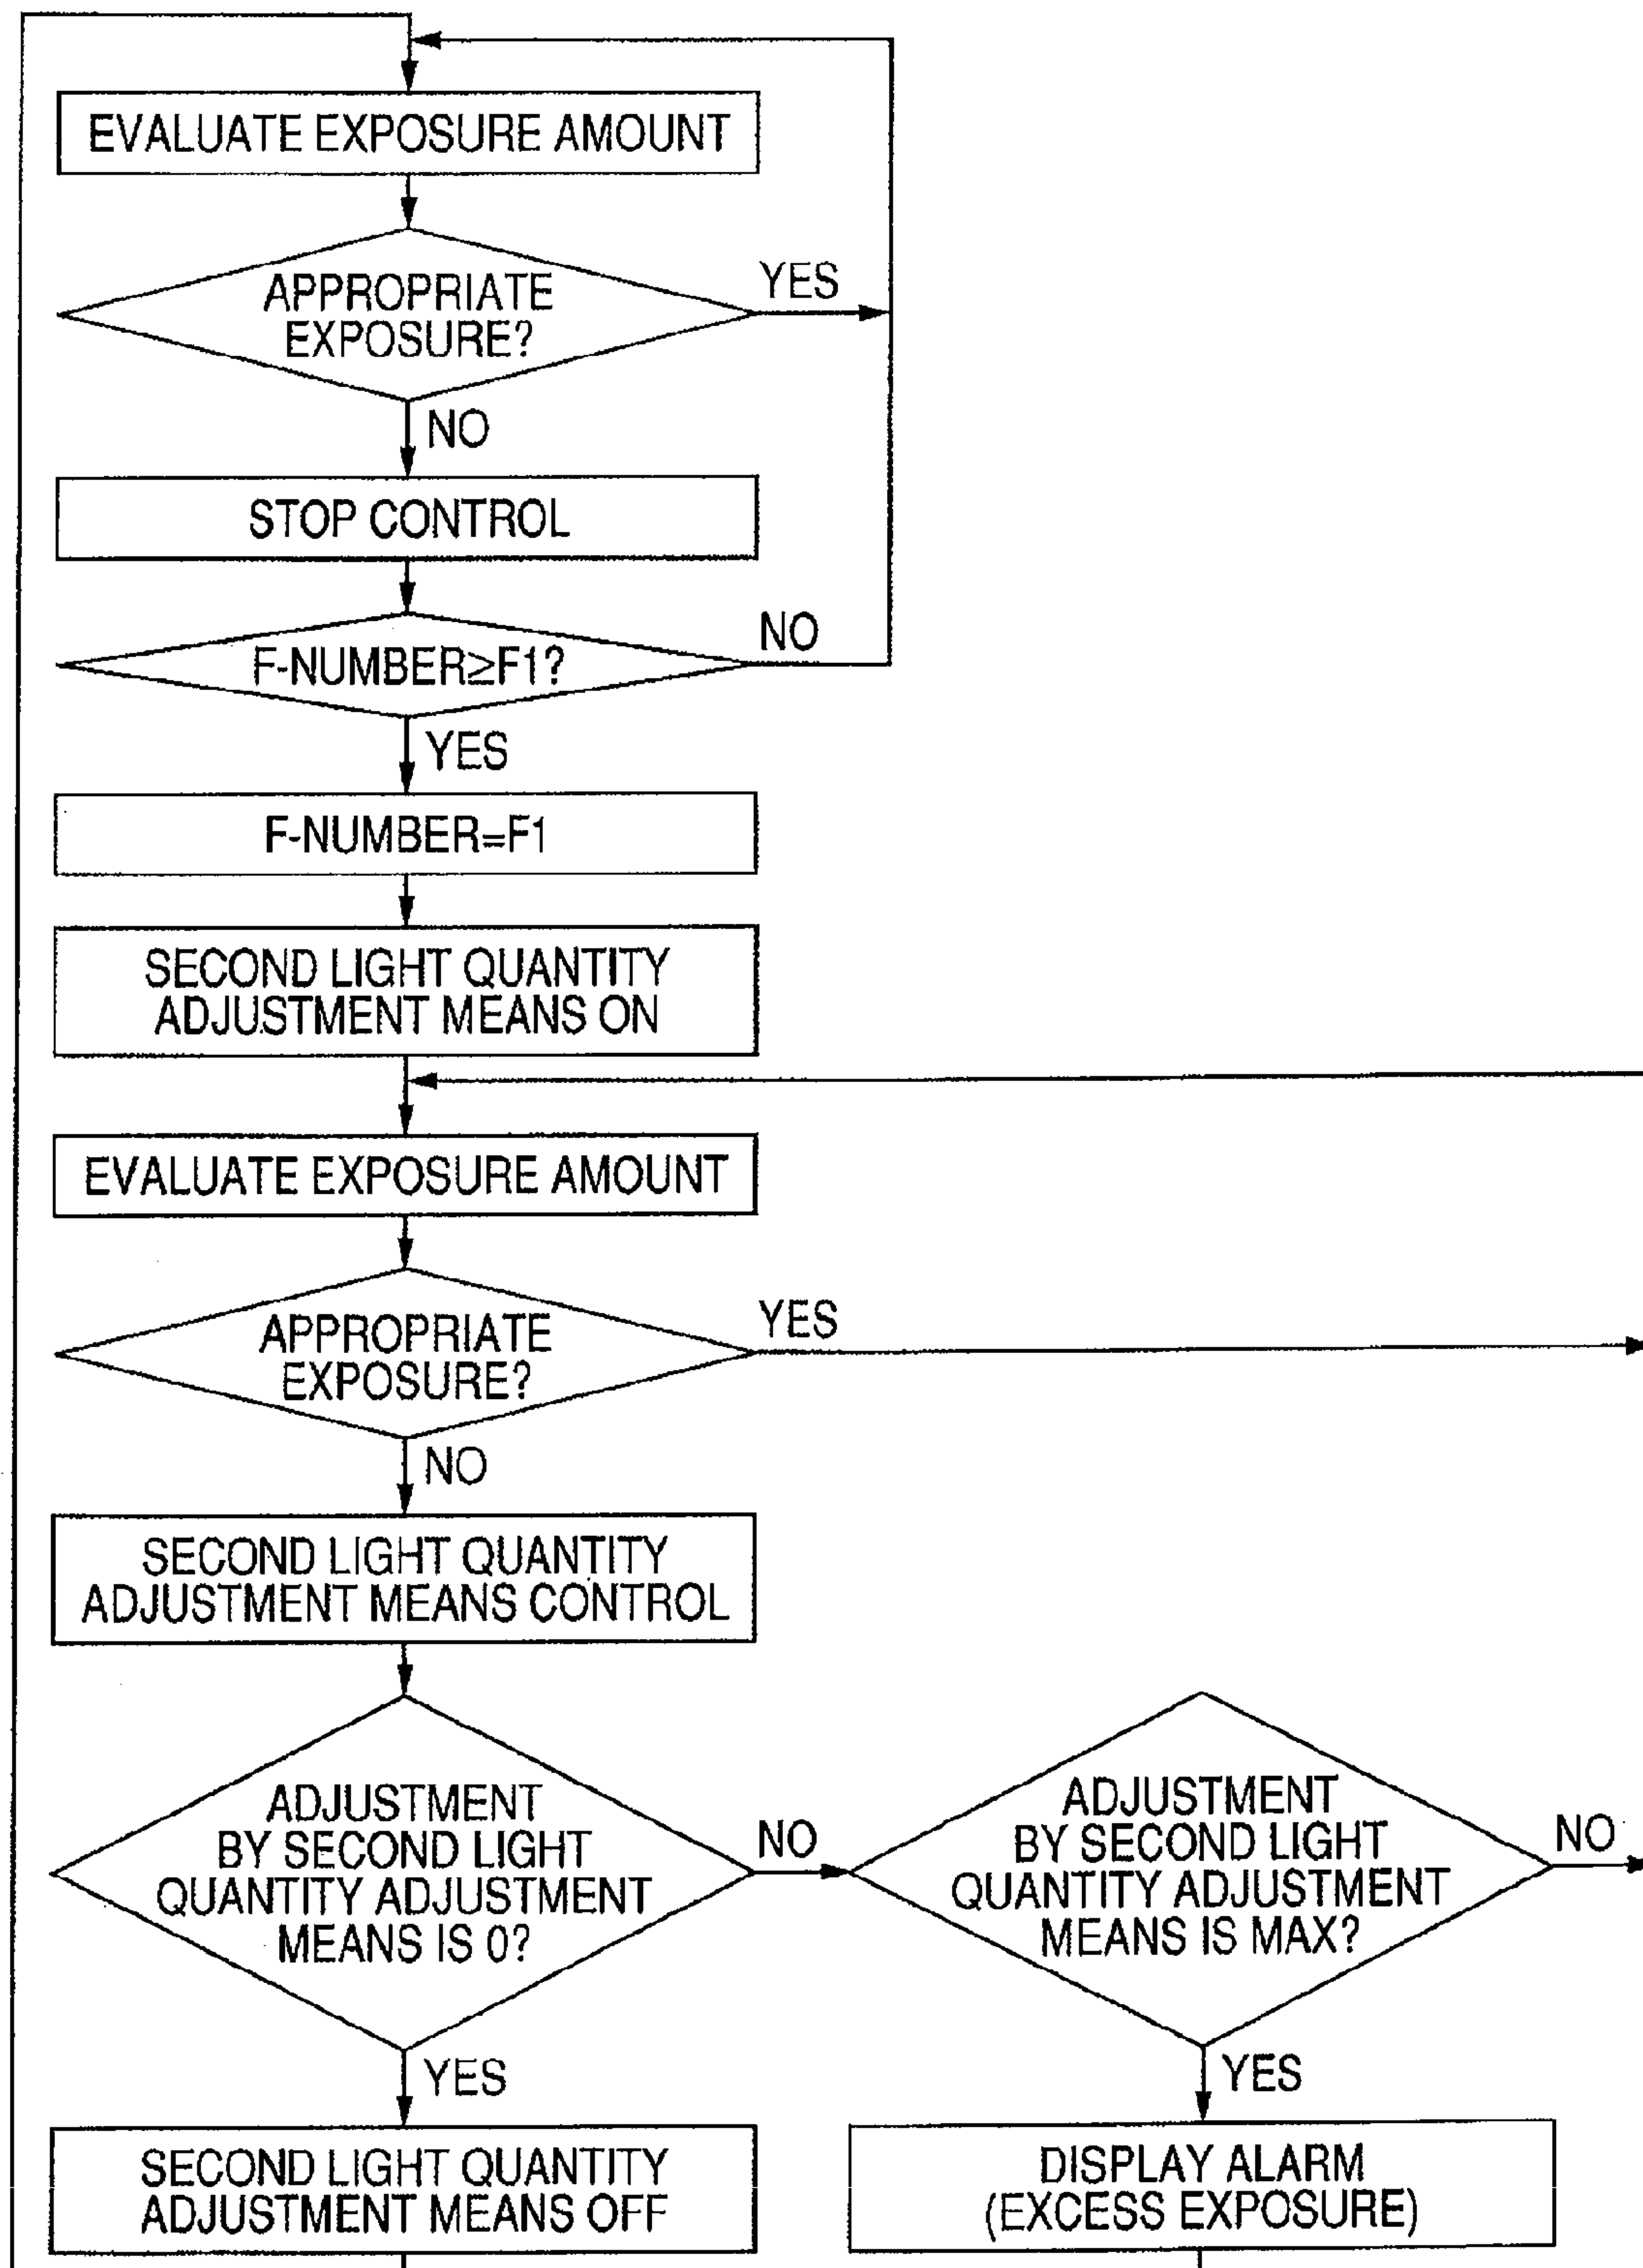 EVALUATE EXPOSURE AMOUNT
APPROPRIATE
EXPOSURE?
YES
NO
STOP CONTROL
F-NUMBER≥F1?
NO
YES
F-NUMBER=F1
SECOND LIGHT QUANTITY
ADJUSTMENT MEANS ON
EVALUATE EXPOSURE AMOUNT
APPROPRIATE
EXPOSURE?
YES
NO
SECOND LIGHT QUANTITY
ADJUSTMENT MEANS CONTROL
ADJUSTMENT
BY SECOND LIGHT
QUANTITY ADJUSTMENT
MEANS IS 0?
NO
ADJUSTMENT
BY SECOND LIGHT
QUANTITY ADJUSTMENT
MEANS IS MAX?
NO
YES
YES
SECOND LIGHT QUANTITY
ADJUSTMENT MEANS OFF
DISPLAY ALARM
(EXCESS EXPOSURE)